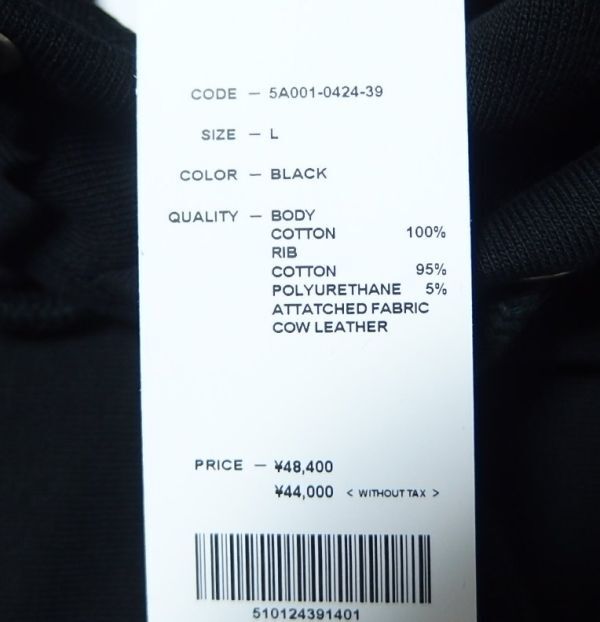 CODE — 5A001-0424-39
SIZE — L
COLOR — BLACK
QUALITY — BODY
COTTON 100%
RIB
COTTON 95%
POLYURETHANE 5%
ATTATCHED FABRIC
COW LEATHER
PRICE — ¥48,400
¥44,000 < WITHOUT TAX >
510124391401